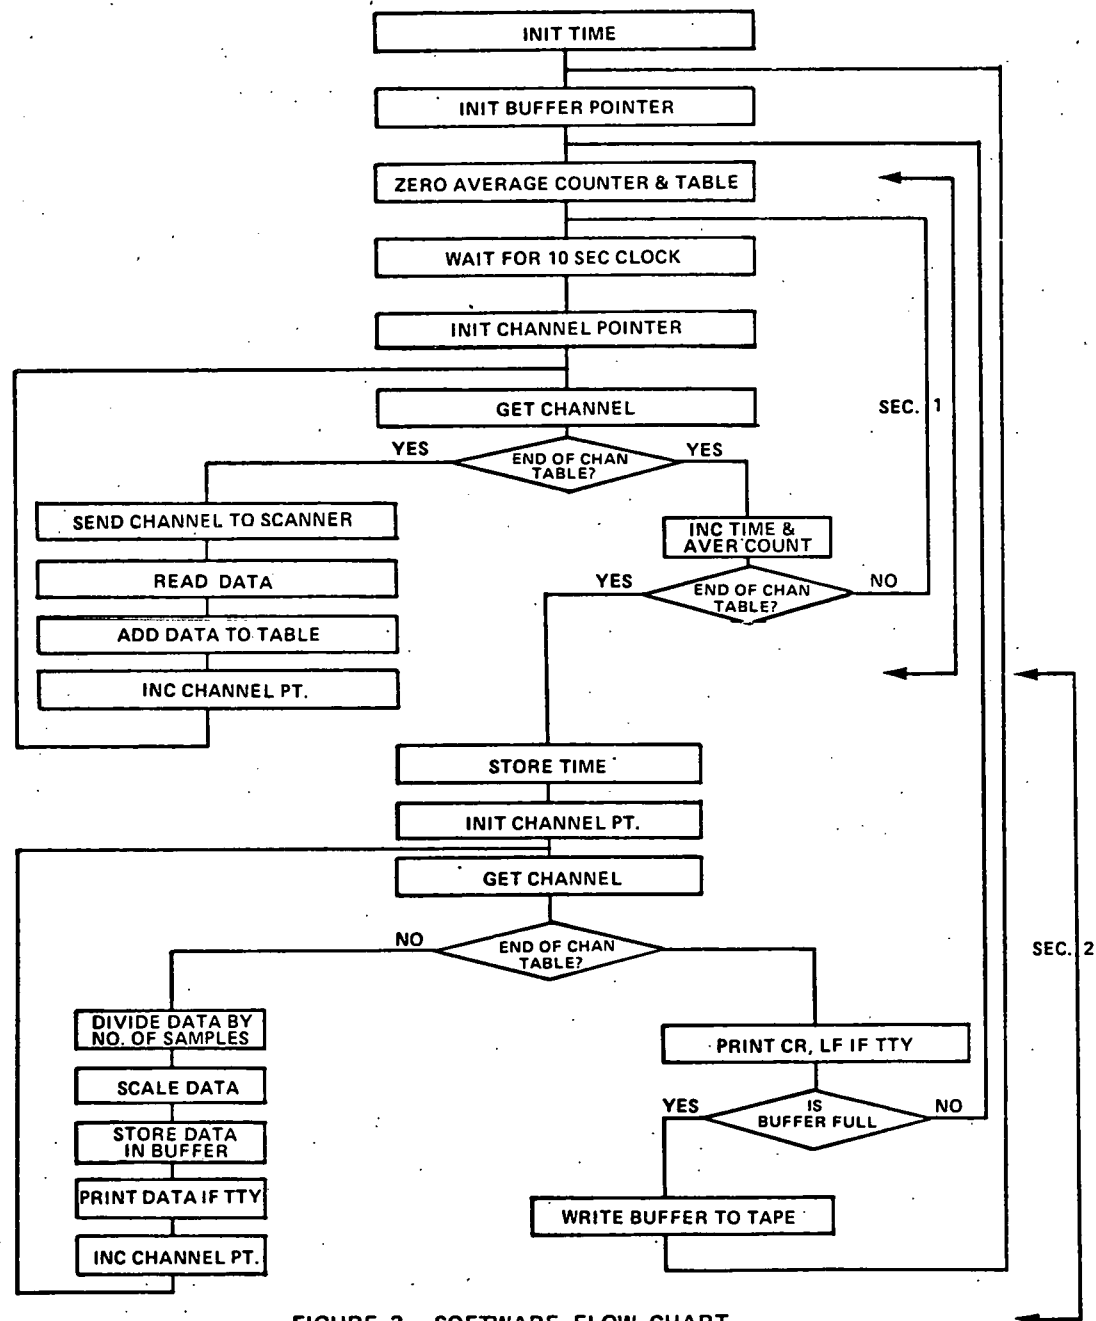 INIT TIME
INIT BUFFER POINTER
ZERO AVERAGE COUNTER & TABLE
WAIT FOR 10 SEC CLOCK
INIT CHANNEL POINTER
GET CHANNEL
SEC. 1
YES
END OF CHAN
TABLE?
YES
SEND CHANNEL TO SCANNER
READ DATA
ADD DATA TO TABLE
INC CHANNEL PT.
INC TIME &
AVER COUNT
YES
END OF CHAN
TABLE?
NO
STORE TIME
INIT CHANNEL PT.
GET CHANNEL
NO
END OF CHAN
TABLE?
SEC. 2
DIVIDE DATA BY
NO. OF SAMPLES
SCALE DATA
STORE DATA
IN BUFFER
PRINT DATA IF TTY
INC CHANNEL PT.
PRINT CR, LF IF TTY
YES
IS
BUFFER FULL
NO
WRITE BUFFER TO TAPE
SOFTWARE FLOW CHART